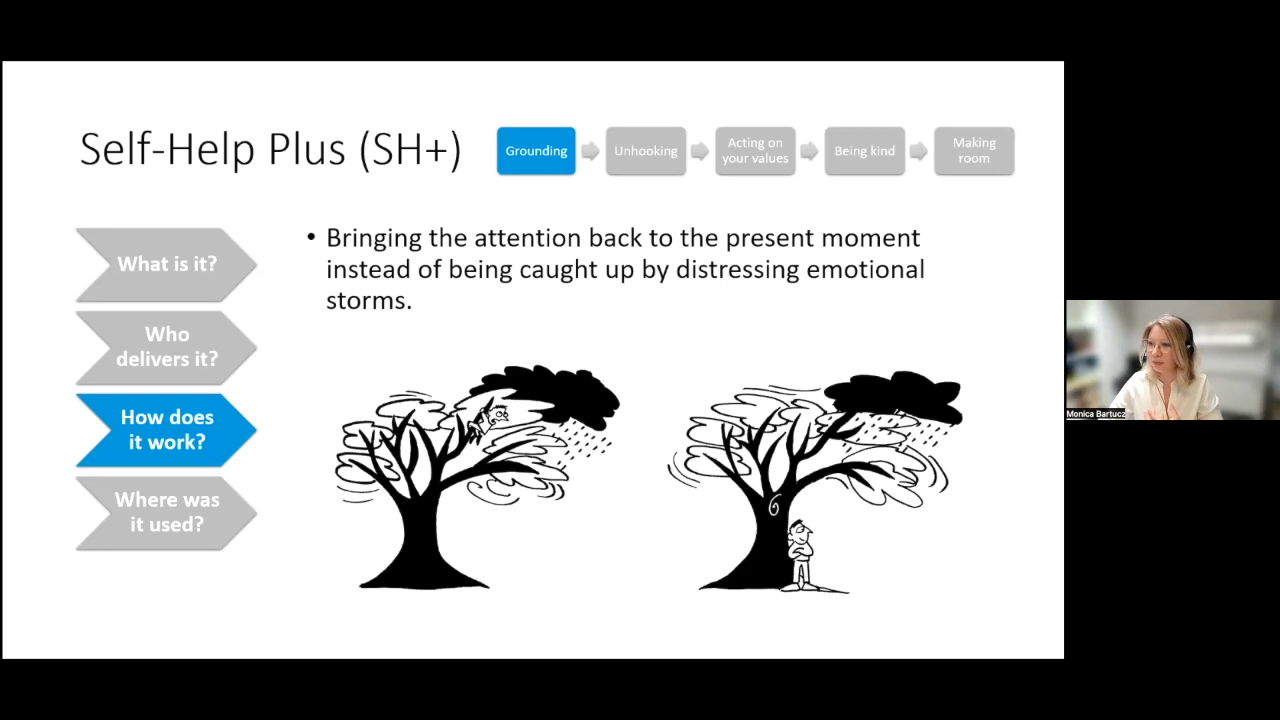 Self-Help Plus (SH+)
Grounding
Unhooking
Acting on
your values
Being kind
Making
room
What is it?
Who
delivers it?
How does
it work?
Where was
it used?
• Bringing the attention back to the present moment
instead of being caught up by distressing emotional
storms.
Monica Bartucz